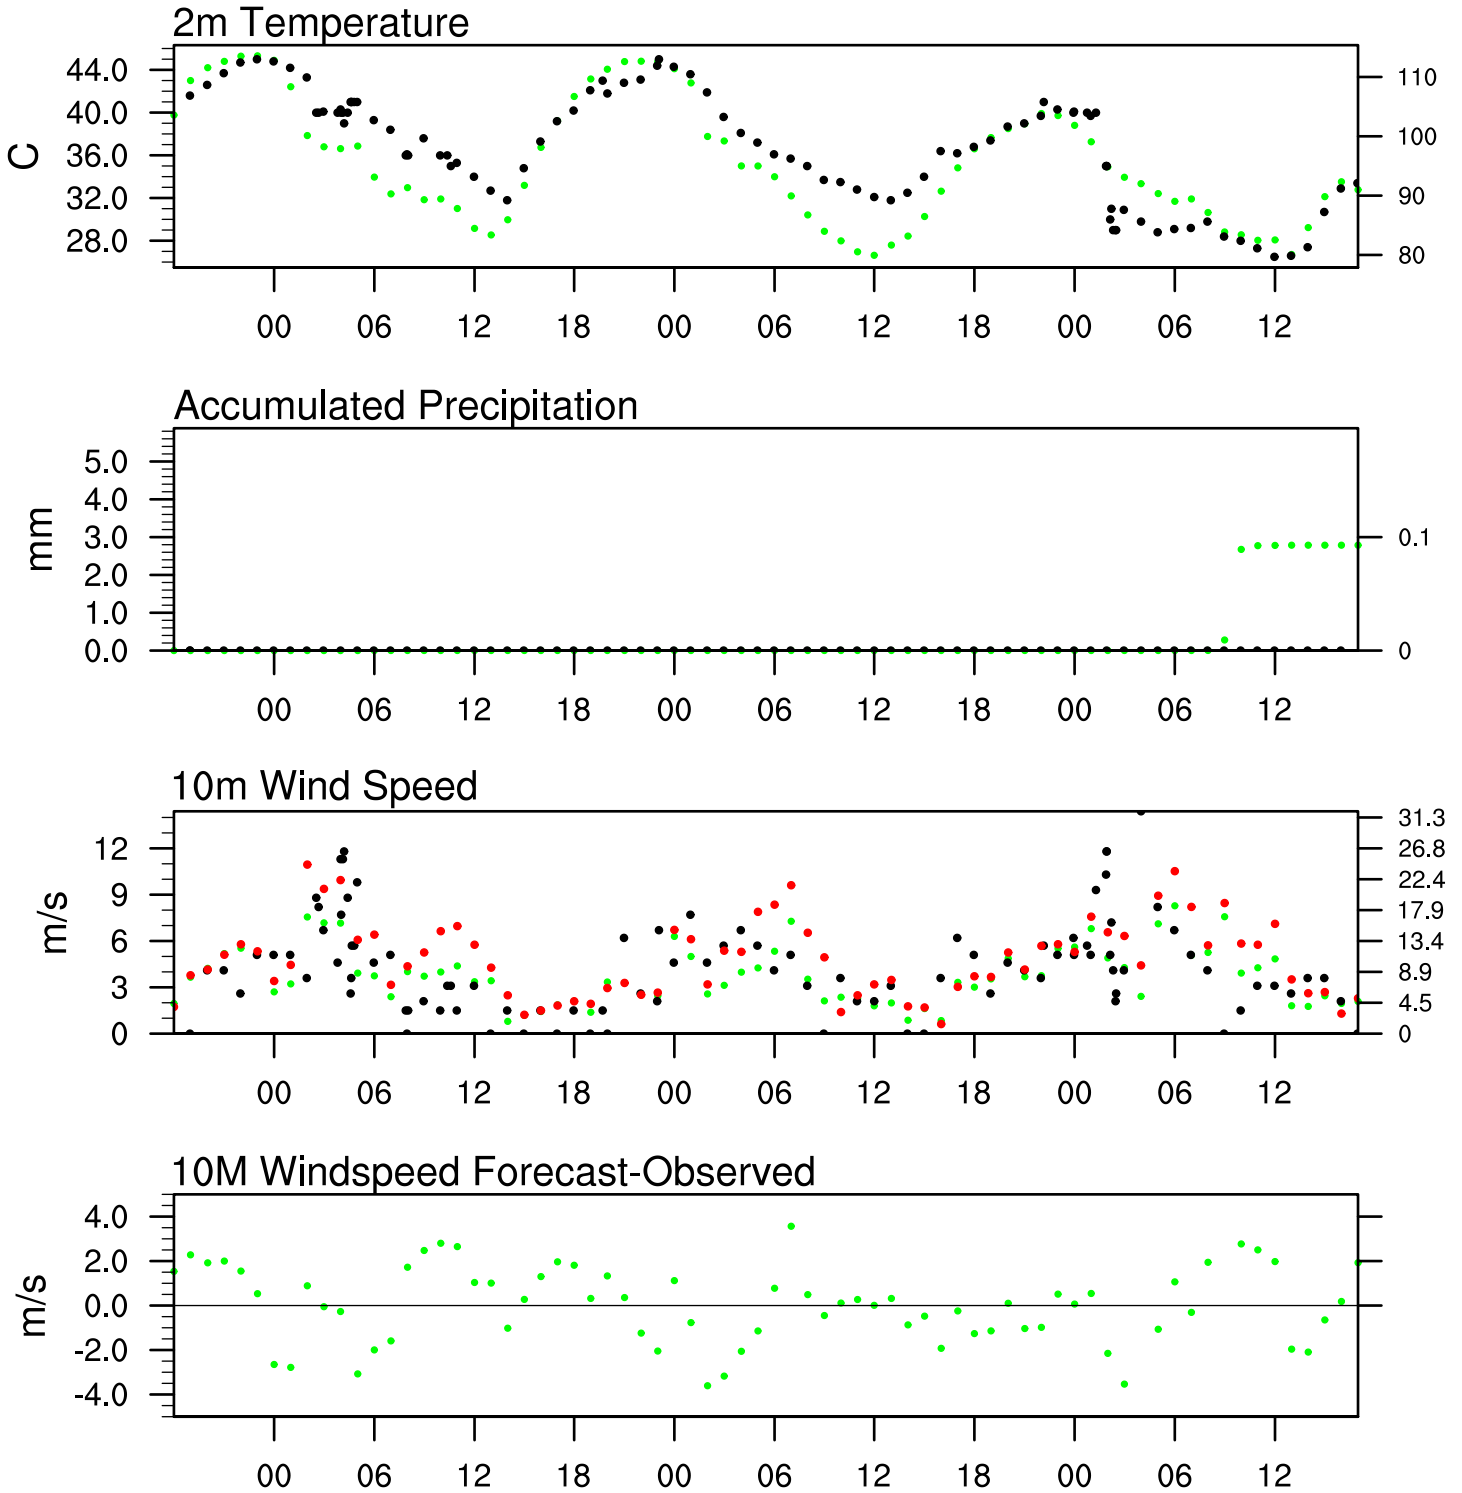 2m Temperature
44.0
40.0
36.0
32.0
28.0
C
110
100
90
80
00 06 12 18 00 06 12 18 00 06 12
Accumulated Precipitation
5.0
4.0
3.0
2.0
1.0
0.0
mm
0.1
0
00 06 12 18 00 06 12 18 00 06 12
10m Wind Speed
12
9
6
3
0
m/s
31.3
26.8
22.4
17.9
13.4
8.9
4.5
0
00 06 12 18 00 06 12 18 00 06 12
10M Windspeed Forecast-Observed
4.0
2.0
0.0
-2.0
-4.0
m/s
00 06 12 18 00 06 12 18 00 06 12